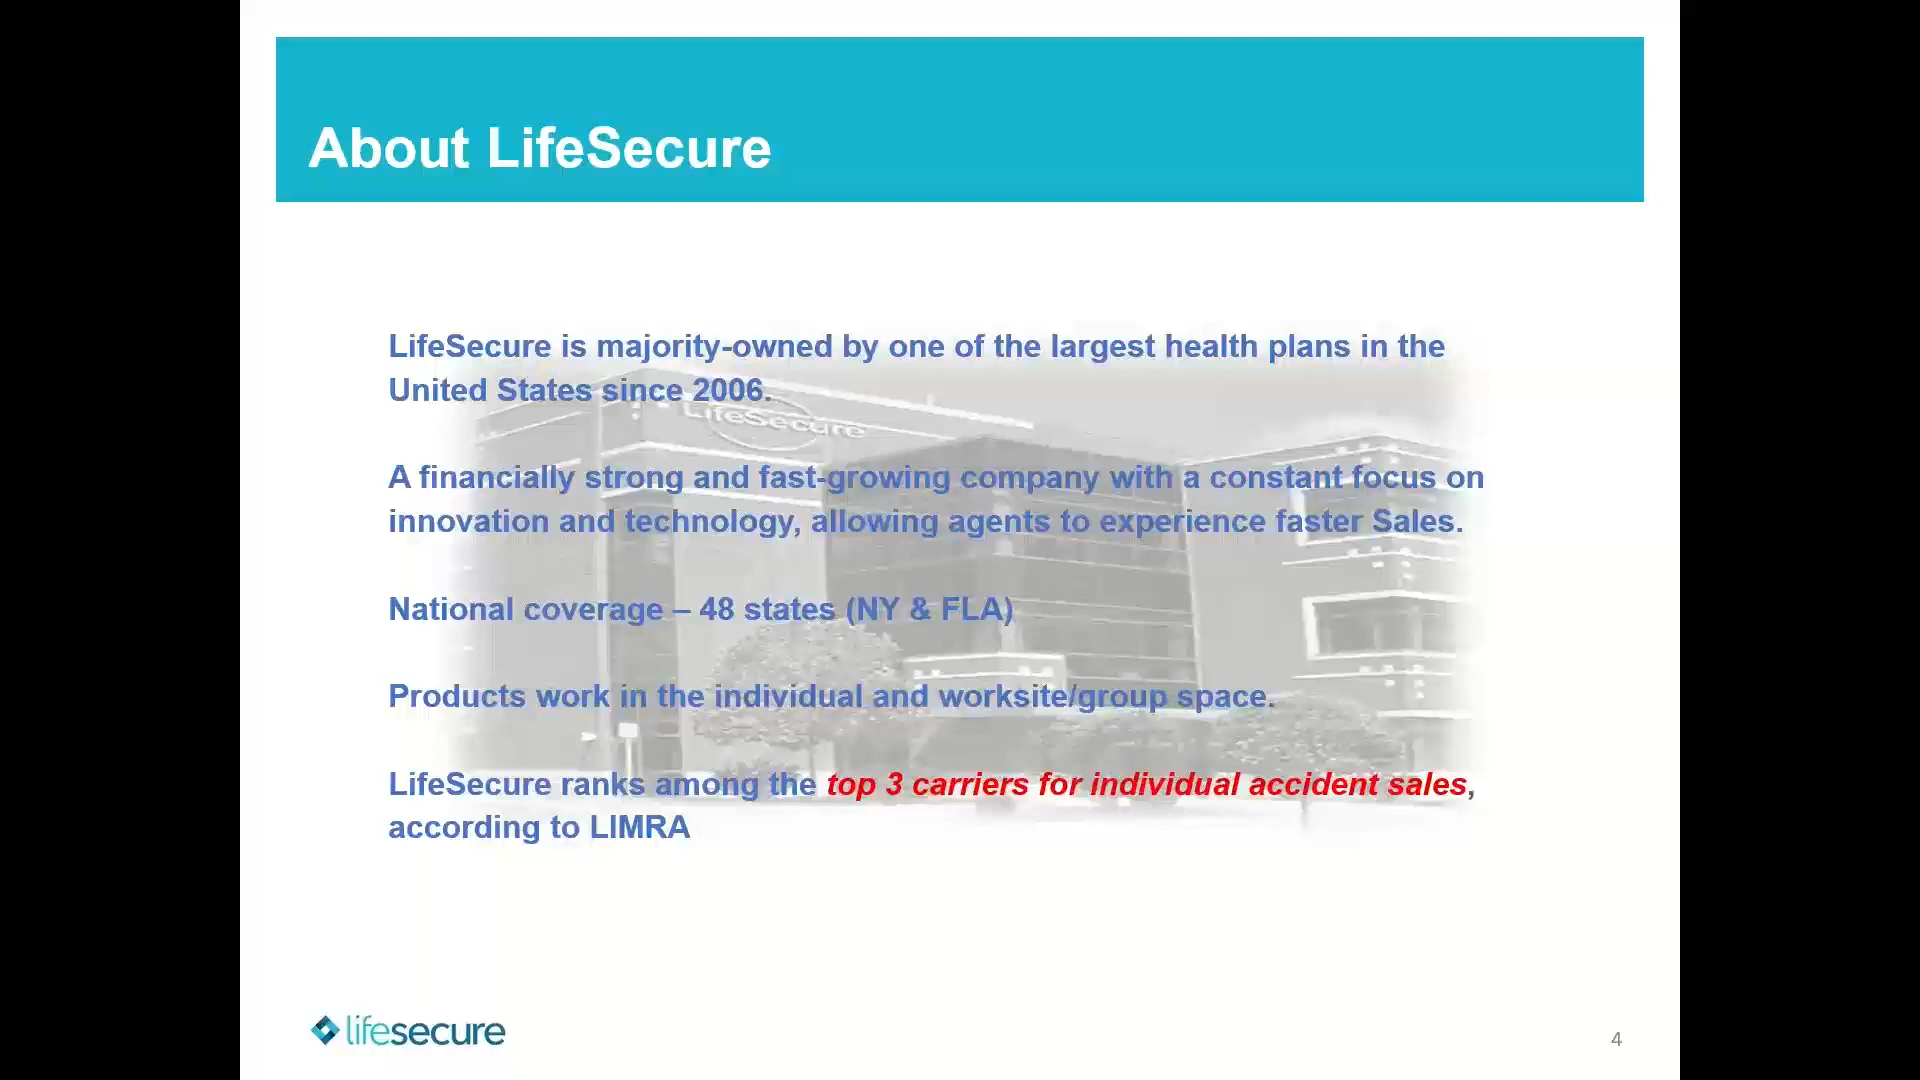 About LifeSecure
LifeSecure is majority-owned by one of the largest health plans in the
United States since 2006.
LifeSecure
A financially strong and fast-growing company with a constant focus on
innovation and technology, allowing agents to experience faster Sales.
National coverage – 48 states (NY & FLA)
Products work in the individual and worksite/group space.
LifeSecure ranks among the top 3 carriers for individual accident sales,
according to LIMRA
lifesecure
4